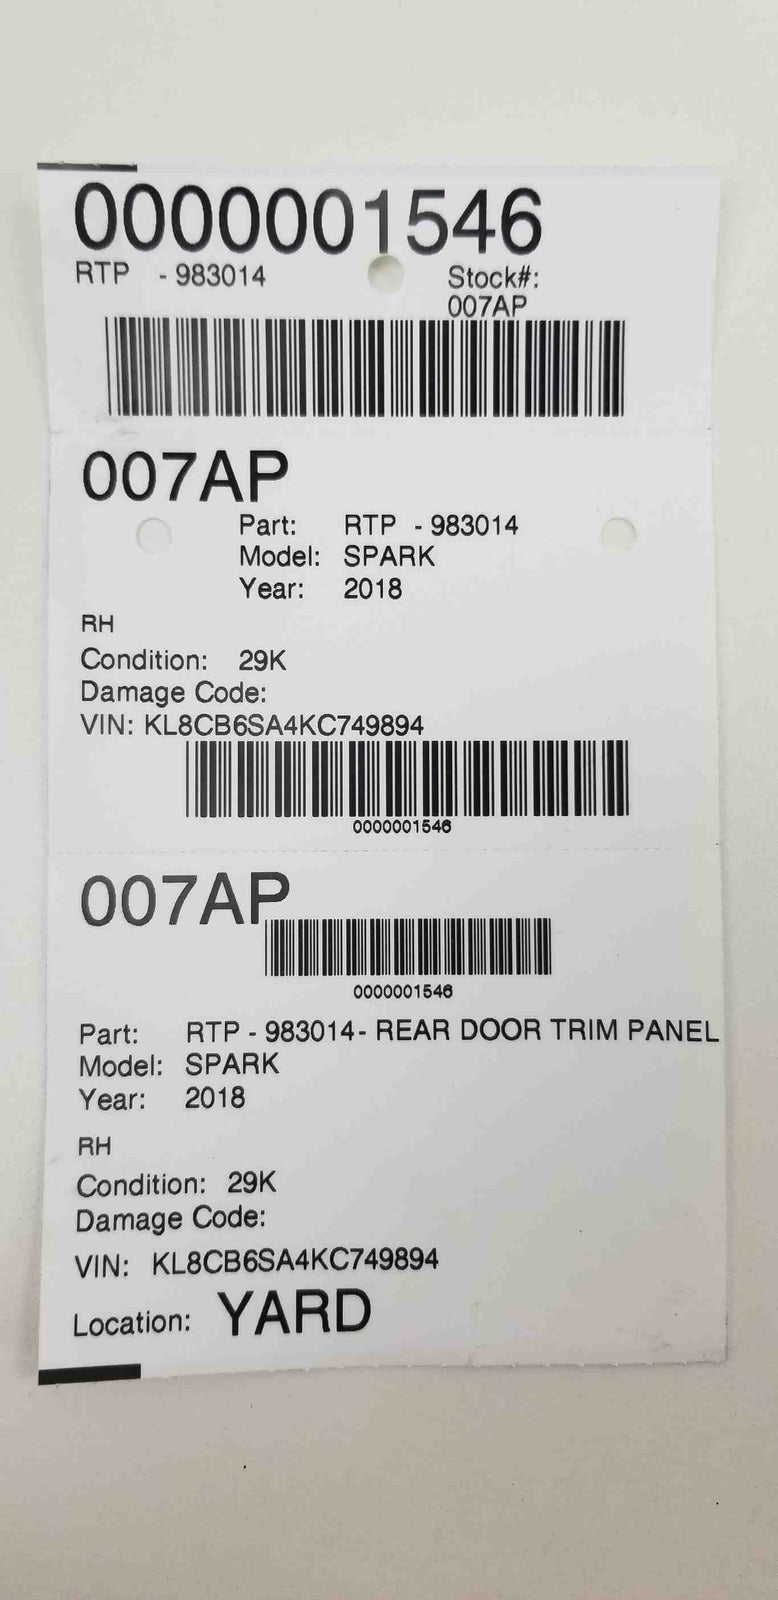 0000001546
RTP - 983014
Stock#:
007AP
007AP
Part: RTP - 983014
Model: SPARK
Year: 2018
RH
Condition: 29K
Damage Code:
VIN: KL8CB6SA4KC749894
0000001546
007AP
0000001546
Part: RTP - 983014- REAR DOOR TRIM PANEL
Model: SPARK
Year: 2018
RH
Condition: 29K
Damage Code:
VIN: KL8CB6SA4KC749894
Location: YARD